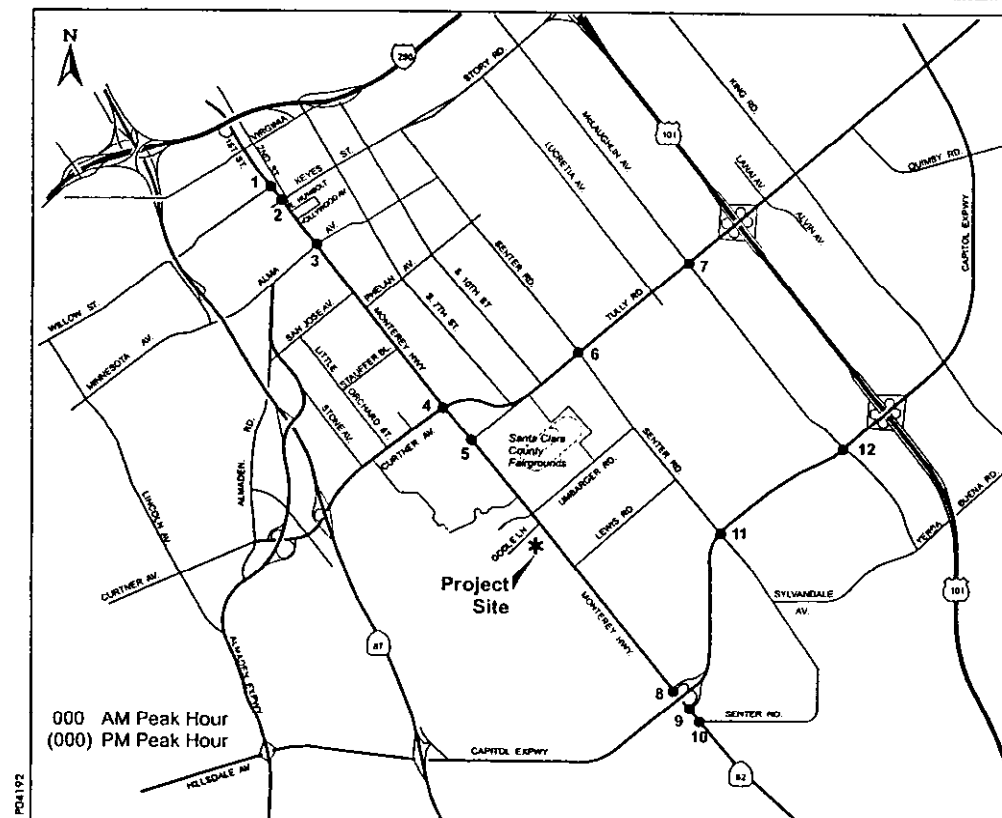 N
280
STORY RD.
VIRGINIA
1ST ST.
2ND ST.
KEYES ST.
HUMBOLT
HOLLYWOOD AV.
1
2
3
101
KING RD.
McLAUGHLIN AV.
LUCRETIA AV.
LANAI AV.
ALVIN AV.
QUIMBY RD.
CAPITOL EXPWY
ALMA AV.
PHELAN AV.
SENTER RD.
S. 10TH ST
S. 7TH ST.
TULLY RD.
7
6
WILLOW ST.
MINNESOTA AV
SAN JOSE AV.
LITTLE ORCHARD ST.
STAUFFER BL.
STONE AV.
MONTEREY HWY
4
5
CURTNER AV.
Santa Clara
County
Fairgrounds
ALMADEN RD.
LINCOLN AV.
UMBARGER RD.
SENTER RD.
LEWIS RD
12
YERBA BUENA RD.
11
CURTNER AV.
GOBLE LN
Project
Site
SYLVANDALE
AV.
101
87
MONTEREY HWY.
ALMADEN EXPWY
8
9
10
SENTER RD.
000 AM Peak Hour
(000) PM Peak Hour
CAPITOL EXPWY
HILLSDALE AV
82
P04192